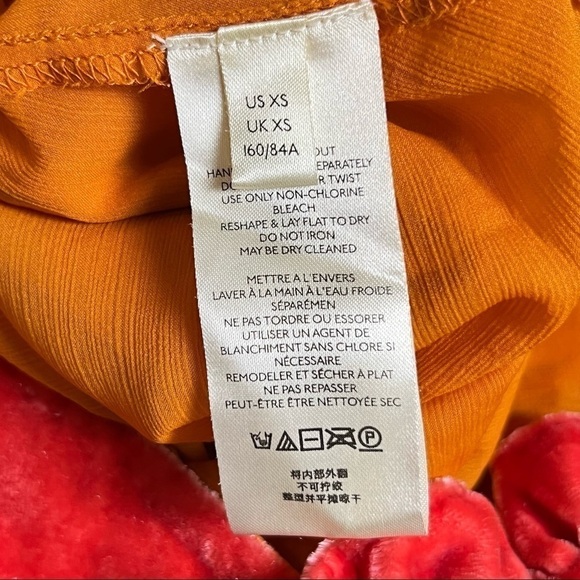 US XS
UK XS
160/84A
OUT
HAN EPARATELY
DO R TWIST
USE ONLY NON-CHLORINE
BLEACH
RESHAPE & LAY FLAT TO DRY
DO NOT IRON
MAY BE DRY CLEANED
METTRE A L'ENVERS
LAVER À LA MAIN À L'EAU FROIDE
SÉPARÉMEN
NE PAS TORDRE OU ESSORER
UTILISER UN AGENT DE
BLANCHIMENT SANS CHLORE SI
NÉCESSAIRE
REMODELER ET SÉCHER À PLAT
NE PAS REPASSER
PEUT-ÊTRE ÊTRE NETTOYÉE SEC
P
将内部外翻
不可拧绞
整型并平摊晾干